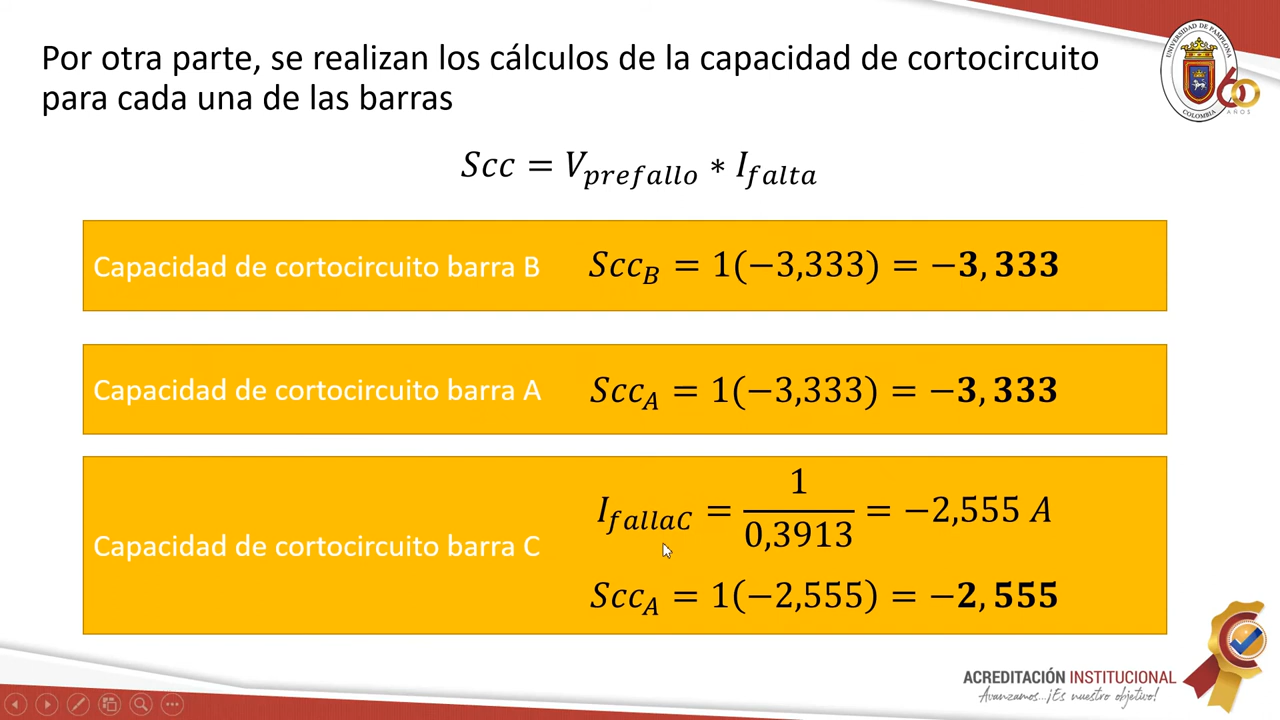 Por otra parte, se realizan los cálculos de la capacidad de cortocircuito
para cada una de las barras
UNIVERSIDAD DE PAMPLONA
COLOMBIA
60
AÑOS
Scc = V_prefallo * I_falta
Capacidad de cortocircuito barra B Scc_B = 1(−3,333) = −3,333
Capacidad de cortocircuito barra A Scc_A = 1(−3,333) = −3,333
Capacidad de cortocircuito barra C
I_fallaC = 1/0,3913 = −2,555 A
Scc_A = 1(−2,555) = −2,555
ACREDITACIÓN INSTITUCIONAL
Avanzamos...¡Es nuestro objetivo!